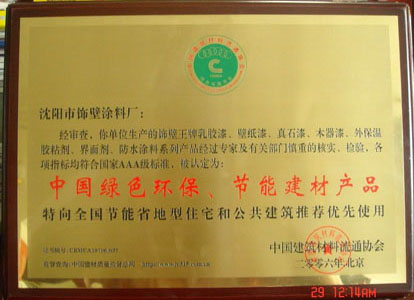 沈阳市饰壁涂料厂：
经审查，你单位生产的饰壁王牌乳胶漆、壁纸漆、真石漆、木器漆、外保温
胶粘剂、界面剂、防水涂料系列产品经过专家及有关部门慎重的核实、检验，各
项指标均符合国家AAA级标准，被认定为：
中国绿色环保、节能建材产品
特向全国节能省地型住宅和公共建筑推荐优先使用
中国建筑材料流通协会
二〇〇六年.北京
29 12:14AM